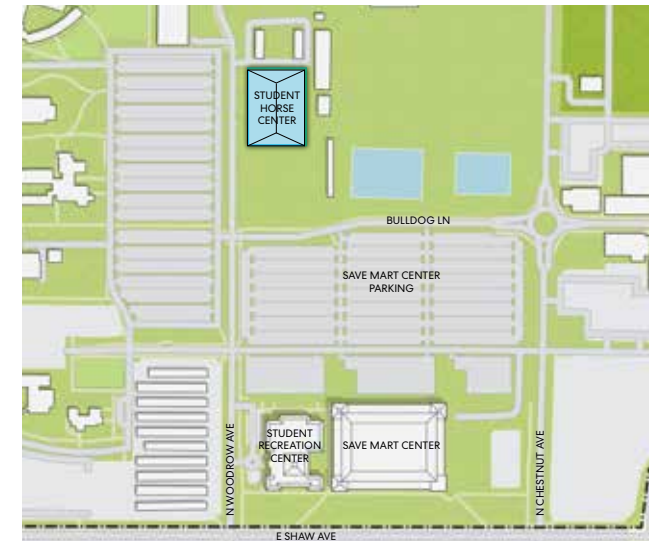 STUDENT
HORSE
CENTER
BULLDOG LN
SAVE MART CENTER
PARKING
N WOODROW AVE
STUDENT
RECREATION
CENTER
SAVE MART CENTER
N CHESTNUT AVE
E SHAW AVE